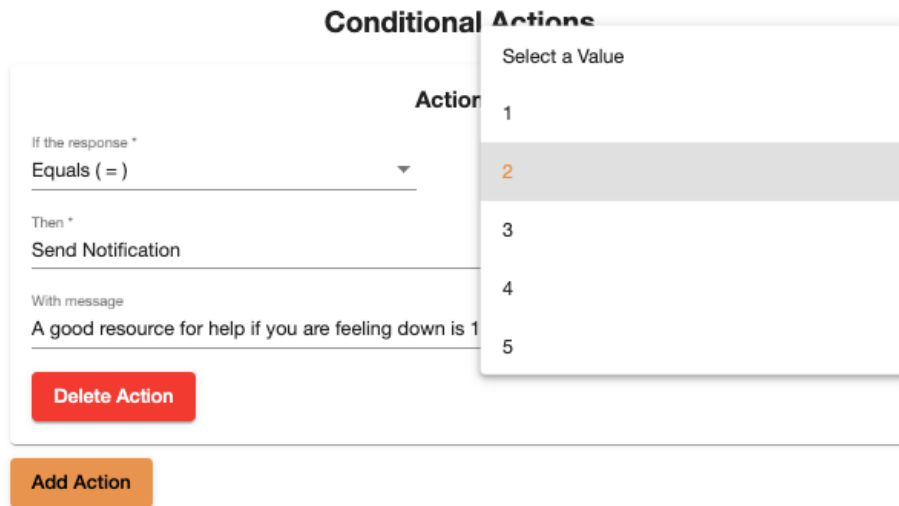 Conditional Actions
Select a Value
Action
1
If the response *
Equals ( = )
2
Then *
3
Send Notification
4
With message
A good resource for help if you are feeling down is 1
5
Delete Action
Add Action